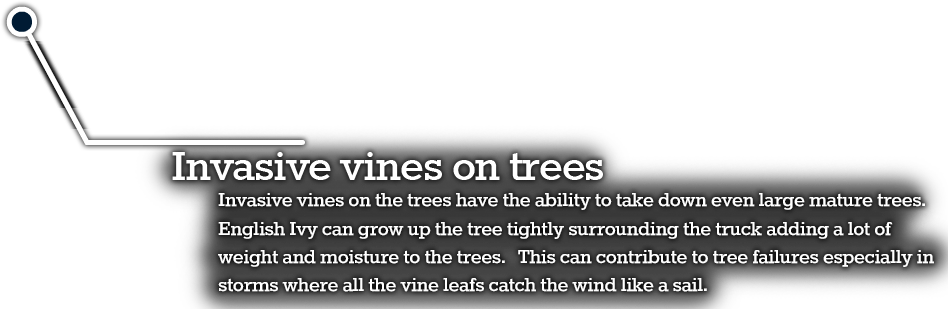 Invasive vines on trees
Invasive vines on the trees have the ability to take down even large mature trees.
English Ivy can grow up the tree tightly surrounding the truck adding a lot of
weight and moisture to the trees.  This can contribute to tree failures especially in
storms where all the vine leafs catch the wind like a sail.